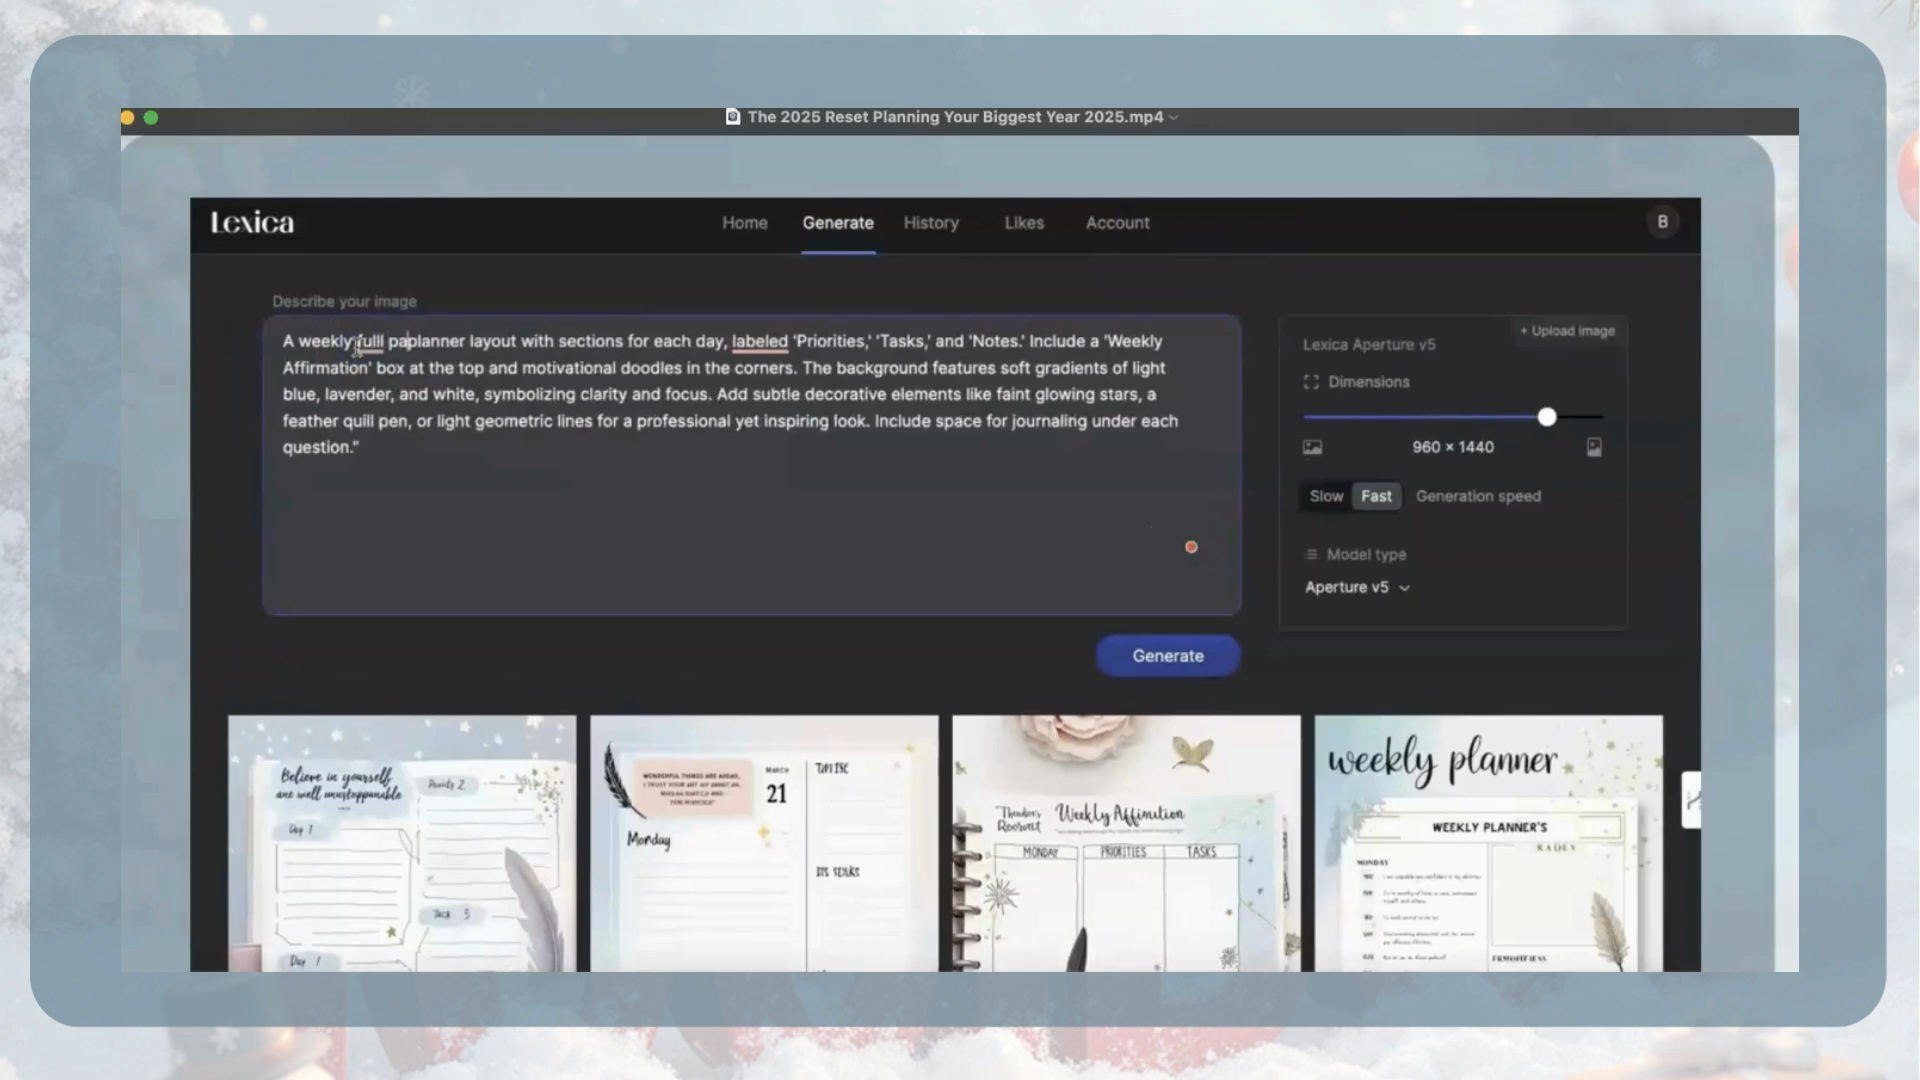 The 2025 Reset Planning Your Biggest Year 2025.mp4
Lexica
Home Generate History Likes Account
B
Describe your image
A weekly fulll paplanner layout with sections for each day, labeled 'Priorities,' 'Tasks,' and 'Notes.' Include a 'Weekly
Affirmation' box at the top and motivational doodles in the corners. The background features soft gradients of light
blue, lavender, and white, symbolizing clarity and focus. Add subtle decorative elements like faint glowing stars, a
feather quill pen, or light geometric lines for a professional yet inspiring look. Include space for journaling under each
question."
+ Upload image
Lexica Aperture v5
Dimensions
960 × 1440
Slow Fast Generation speed
Model type
Aperture v5
Generate
Believe in yourself
Day 1
Day 1
MARCH
21
Monday
Weekly Affimution
MONDAY
TASKS
weekly planner
WEEKLY PLANNER'S
MONDAY